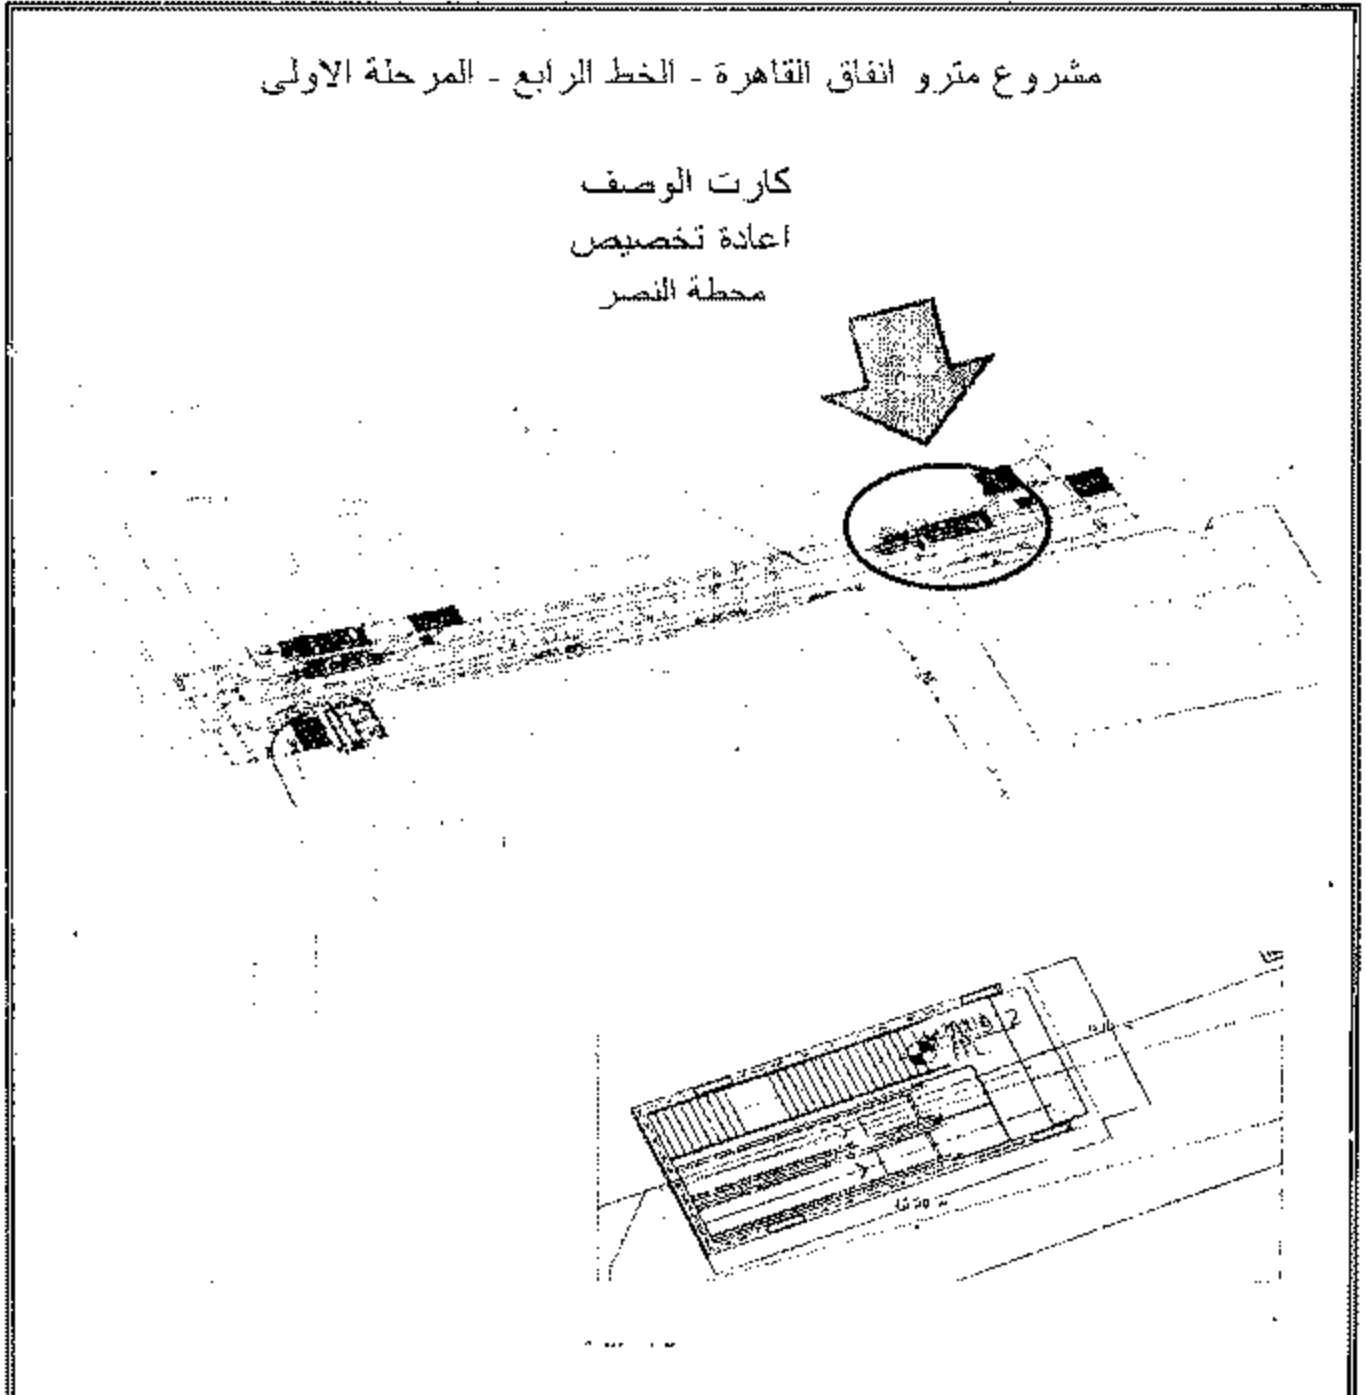 مشروع مترو انفاق القاهرة - الخط الرابع - المرحلة الاولى
كارت الوصف
اعادة تخصيص
محطة النصر